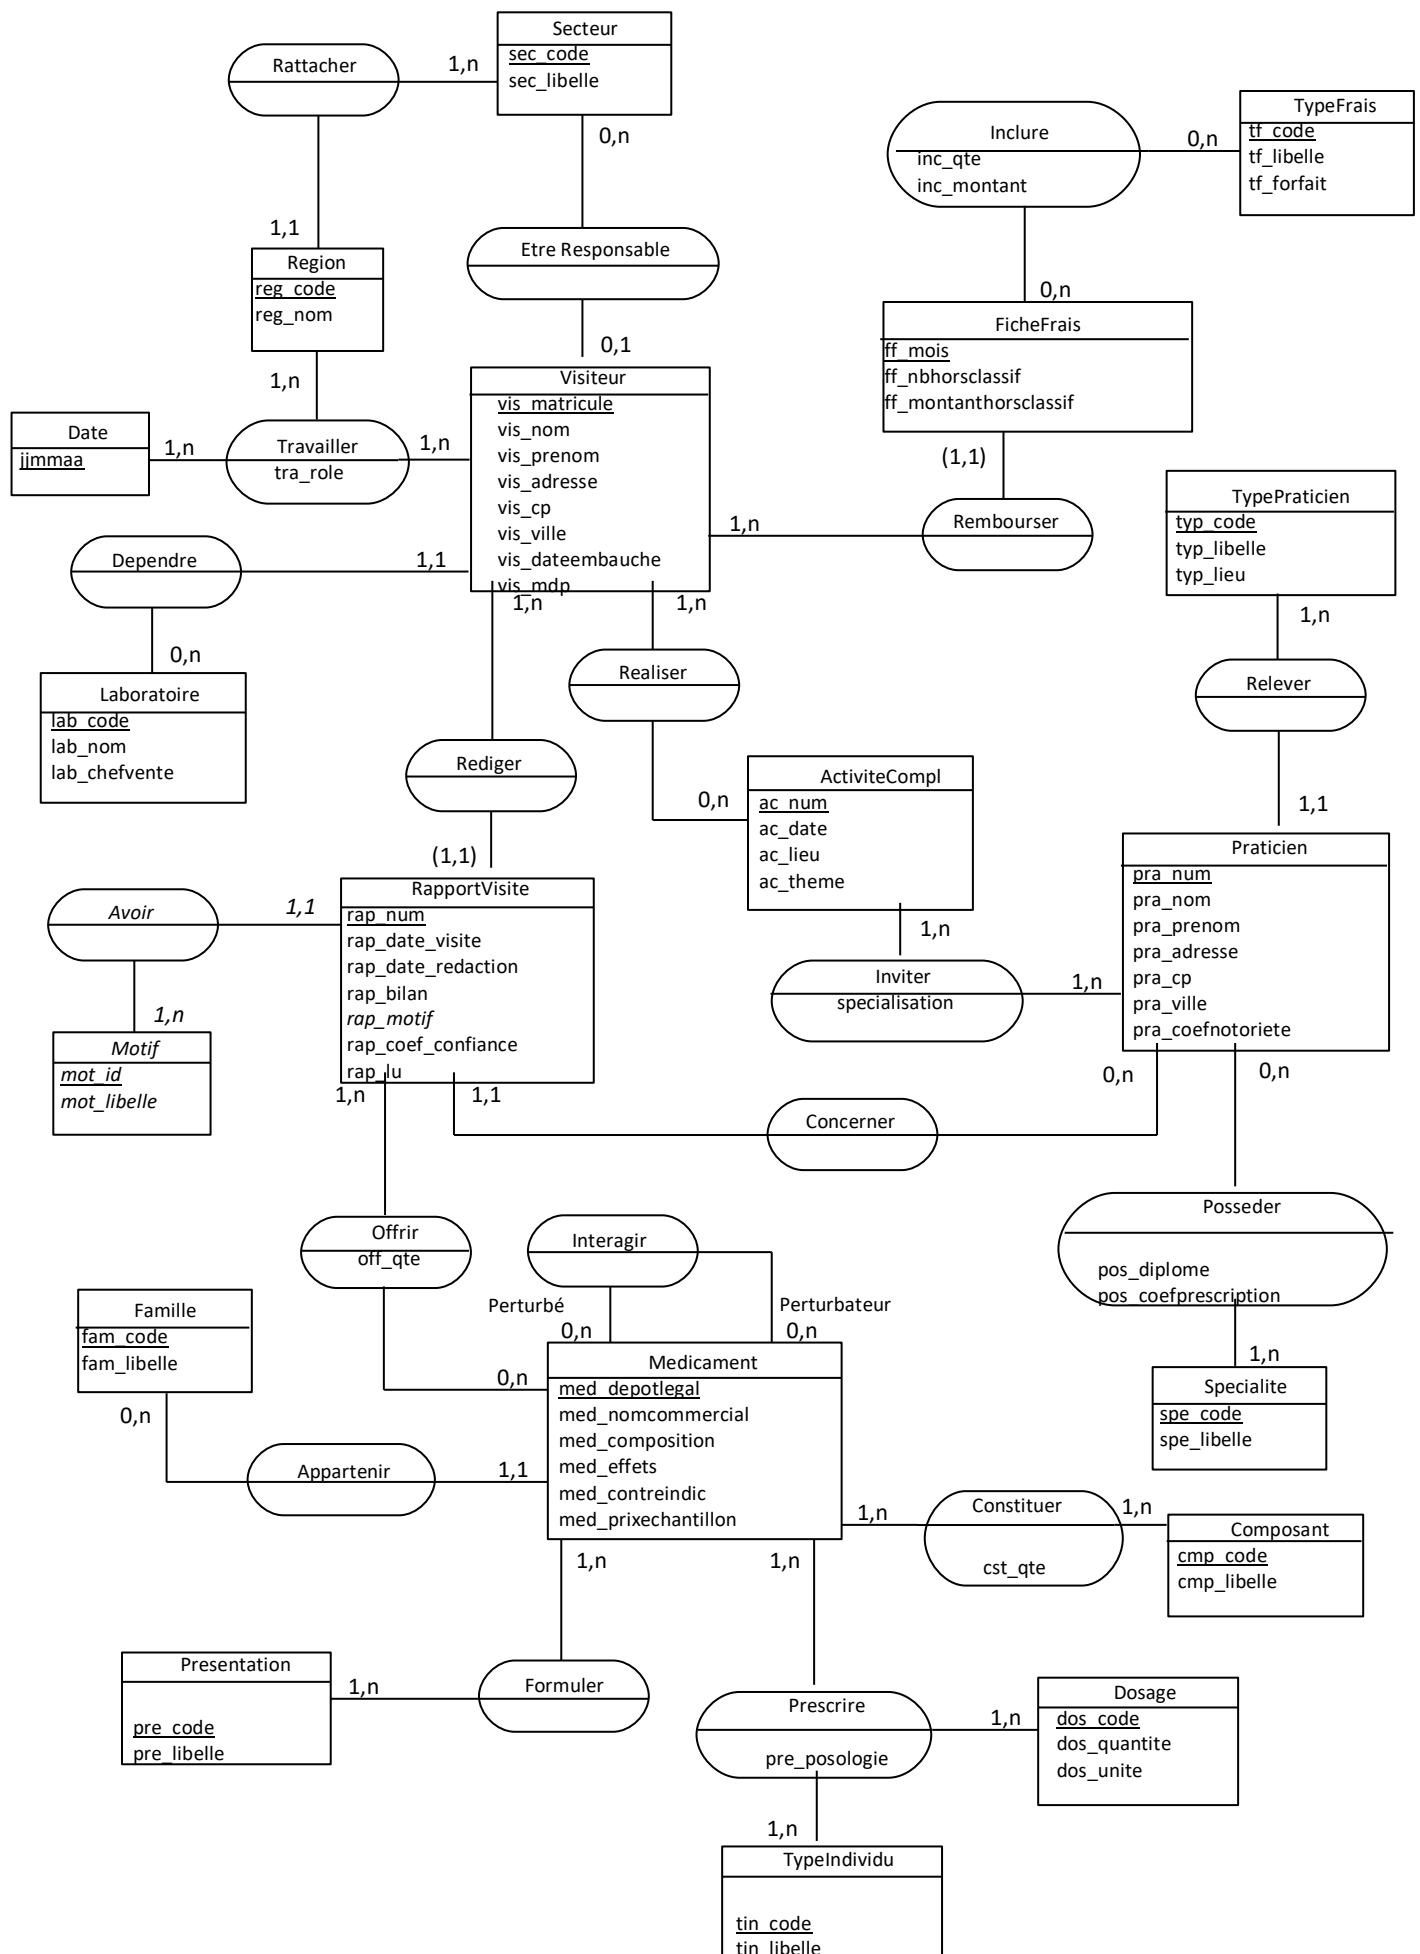 Secteur
sec_code
sec_libelle
Rattacher
1,n
0,n
TypeFrais
tf_code
tf_libelle
tf_forfait
Inclure
inc_qte
inc_montant
0,n
1,1
Region
reg_code
reg_nom
Etre Responsable
0,n
FicheFrais
ff_mois
ff_nbhorsclassif
ff_montanthorsclassif
0,1
1,n
Visiteur
vis_matricule
vis_nom
vis_prenom
vis_adresse
vis_cp
vis_ville
vis_dateembauche
vis_mdp
Date
jjmmaa
1,n
Travailler
tra_role
1,n
(1,1)
1,n
Rembourser
TypePraticien
typ_code
typ_libelle
typ_lieu
Dependre
1,1
1,n
1,n
1,n
0,n
Laboratoire
lab_code
lab_nom
lab_chefvente
Realiser
Relever
Rediger
0,n
ActiviteCompl
ac_num
ac_date
ac_lieu
ac_theme
1,1
Praticien
pra_num
pra_nom
pra_prenom
pra_adresse
pra_cp
pra_ville
pra_coefnotoriete
(1,1)
RapportVisite
rap_num
rap_date_visite
rap_date_redaction
rap_bilan
rap_motif
rap_coef_confiance
rap_lu
Avoir
1,1
1,n
Inviter
specialisation
1,n
1,n
Motif
mot_id
mot_libelle
1,n
1,1
0,n
0,n
Concerner
Posseder
pos_diplome
pos_coefprescription
Offrir
off_qte
Interagir
Perturbé
0,n
Perturbateur
0,n
Famille
fam_code
fam_libelle
1,n
Specialite
spe_code
spe_libelle
0,n
Medicament
med_depotlegal
med_nomcommercial
med_composition
med_effets
med_contreindic
med_prixechantillon
0,n
Appartenir
1,1
1,n
Constituer
cst_qte
1,n
Composant
cmp_code
cmp_libelle
1,n
1,n
Presentation
pre_code
pre_libelle
1,n
Formuler
Prescrire
pre_posologie
1,n
Dosage
dos_code
dos_quantite
dos_unite
1,n
TypeIndividu
tin_code
tin_libelle